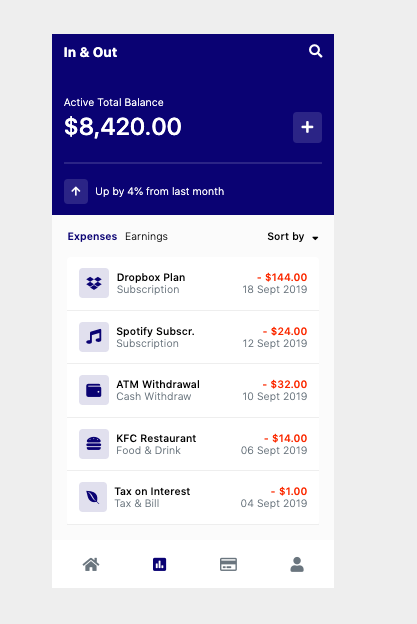 In & Out
Active Total Balance
$8,420.00
Up by 4% from last month
Expenses Earnings Sort by
Dropbox Plan - $144.00
Subscription 18 Sept 2019
Spotify Subscr. - $24.00
Subscription 12 Sept 2019
ATM Withdrawal - $32.00
Cash Withdraw 10 Sept 2019
KFC Restaurant - $14.00
Food & Drink 06 Sept 2019
Tax on Interest - $1.00
Tax & Bill 04 Sept 2019